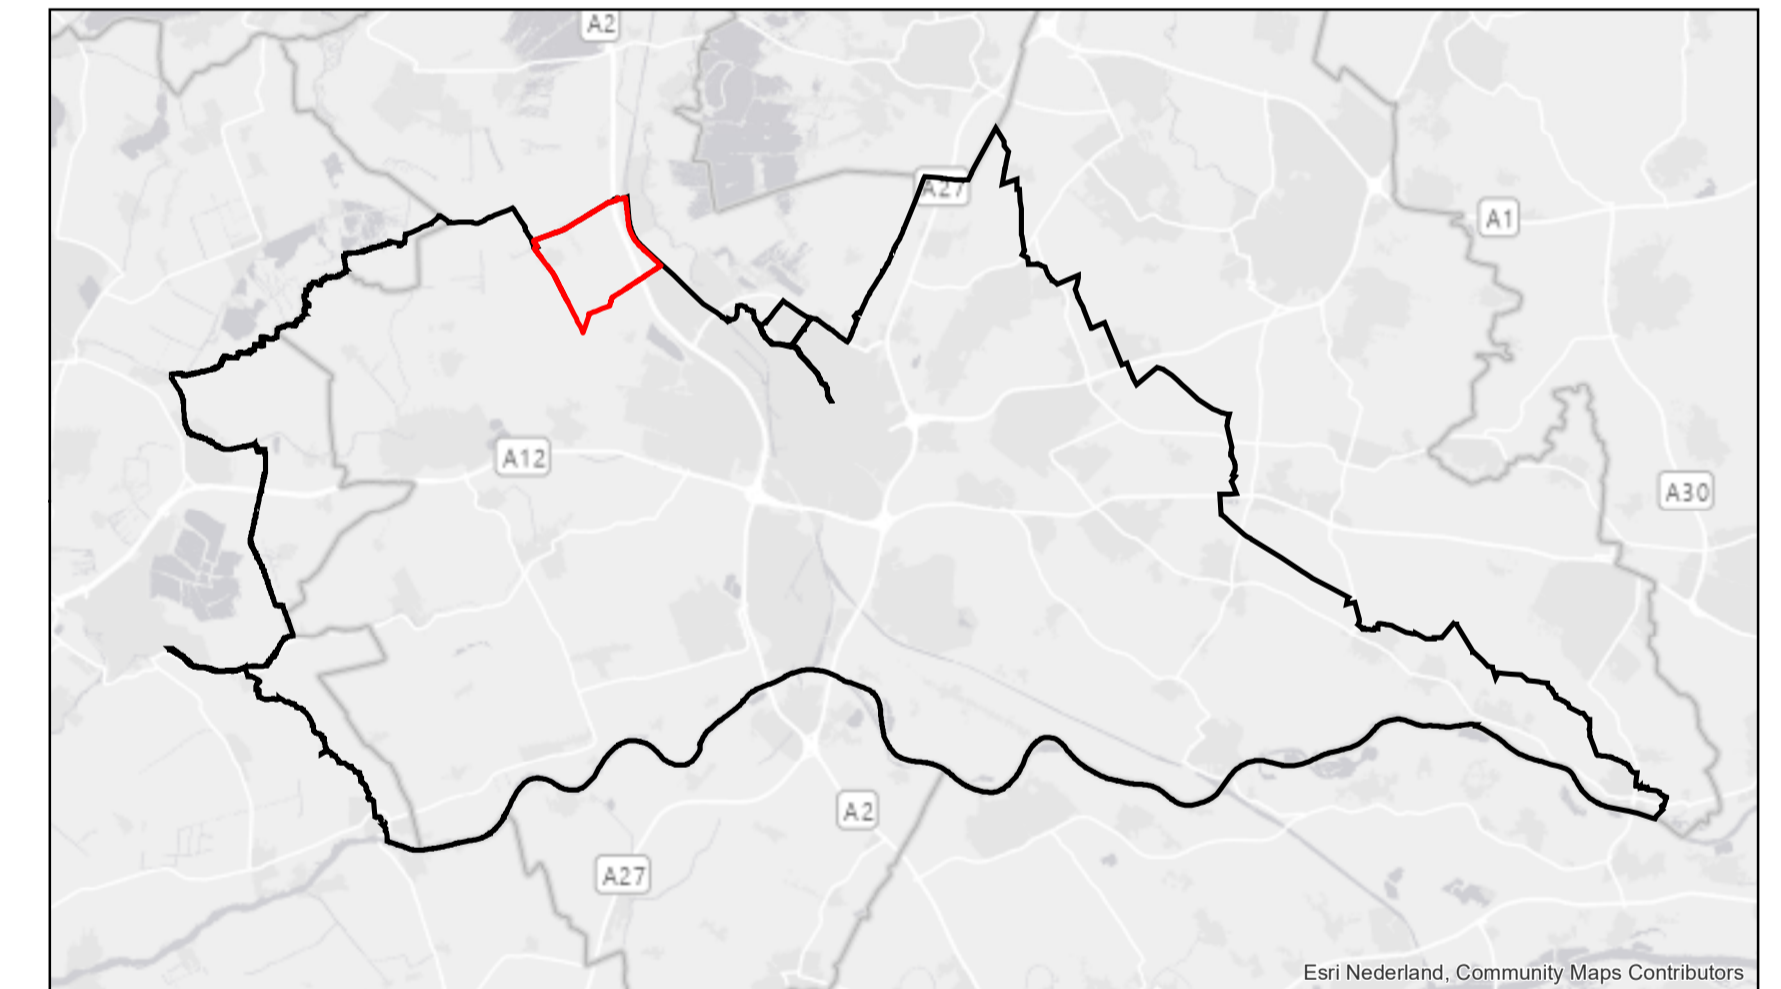 A2
A27
A1
A12
A30
A2
A27
Esri Nederland, Community Maps Contributors